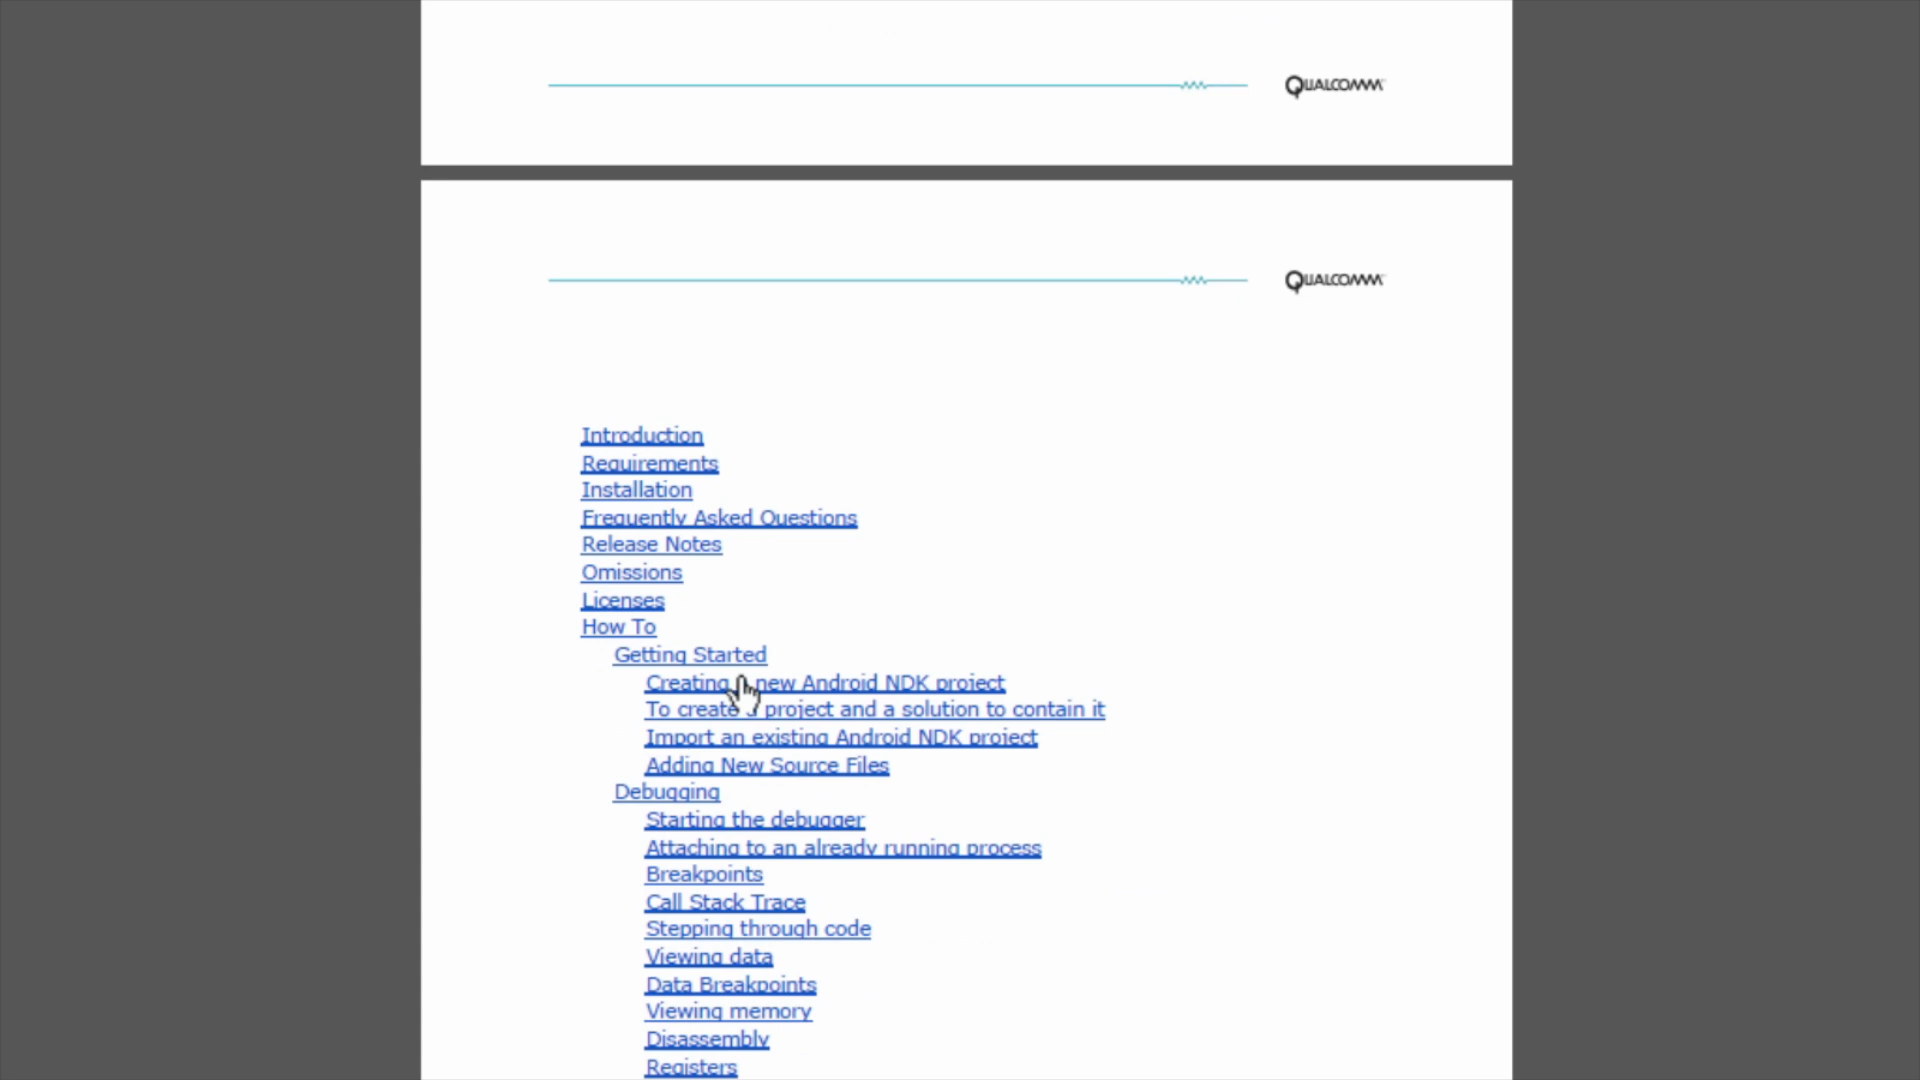 QUALCOMM
QUALCOMM
Introduction
Requirements
Installation
Frequently Asked Questions
Release Notes
Omissions
Licenses
How To
Getting Started
Creating new Android NDK project
To create a project and a solution to contain it
Import an existing Android NDK project
Adding New Source Files
Debugging
Starting the debugger
Attaching to an already running process
Breakpoints
Call Stack Trace
Stepping through code
Viewing data
Data Breakpoints
Viewing memory
Disassembly
Registers